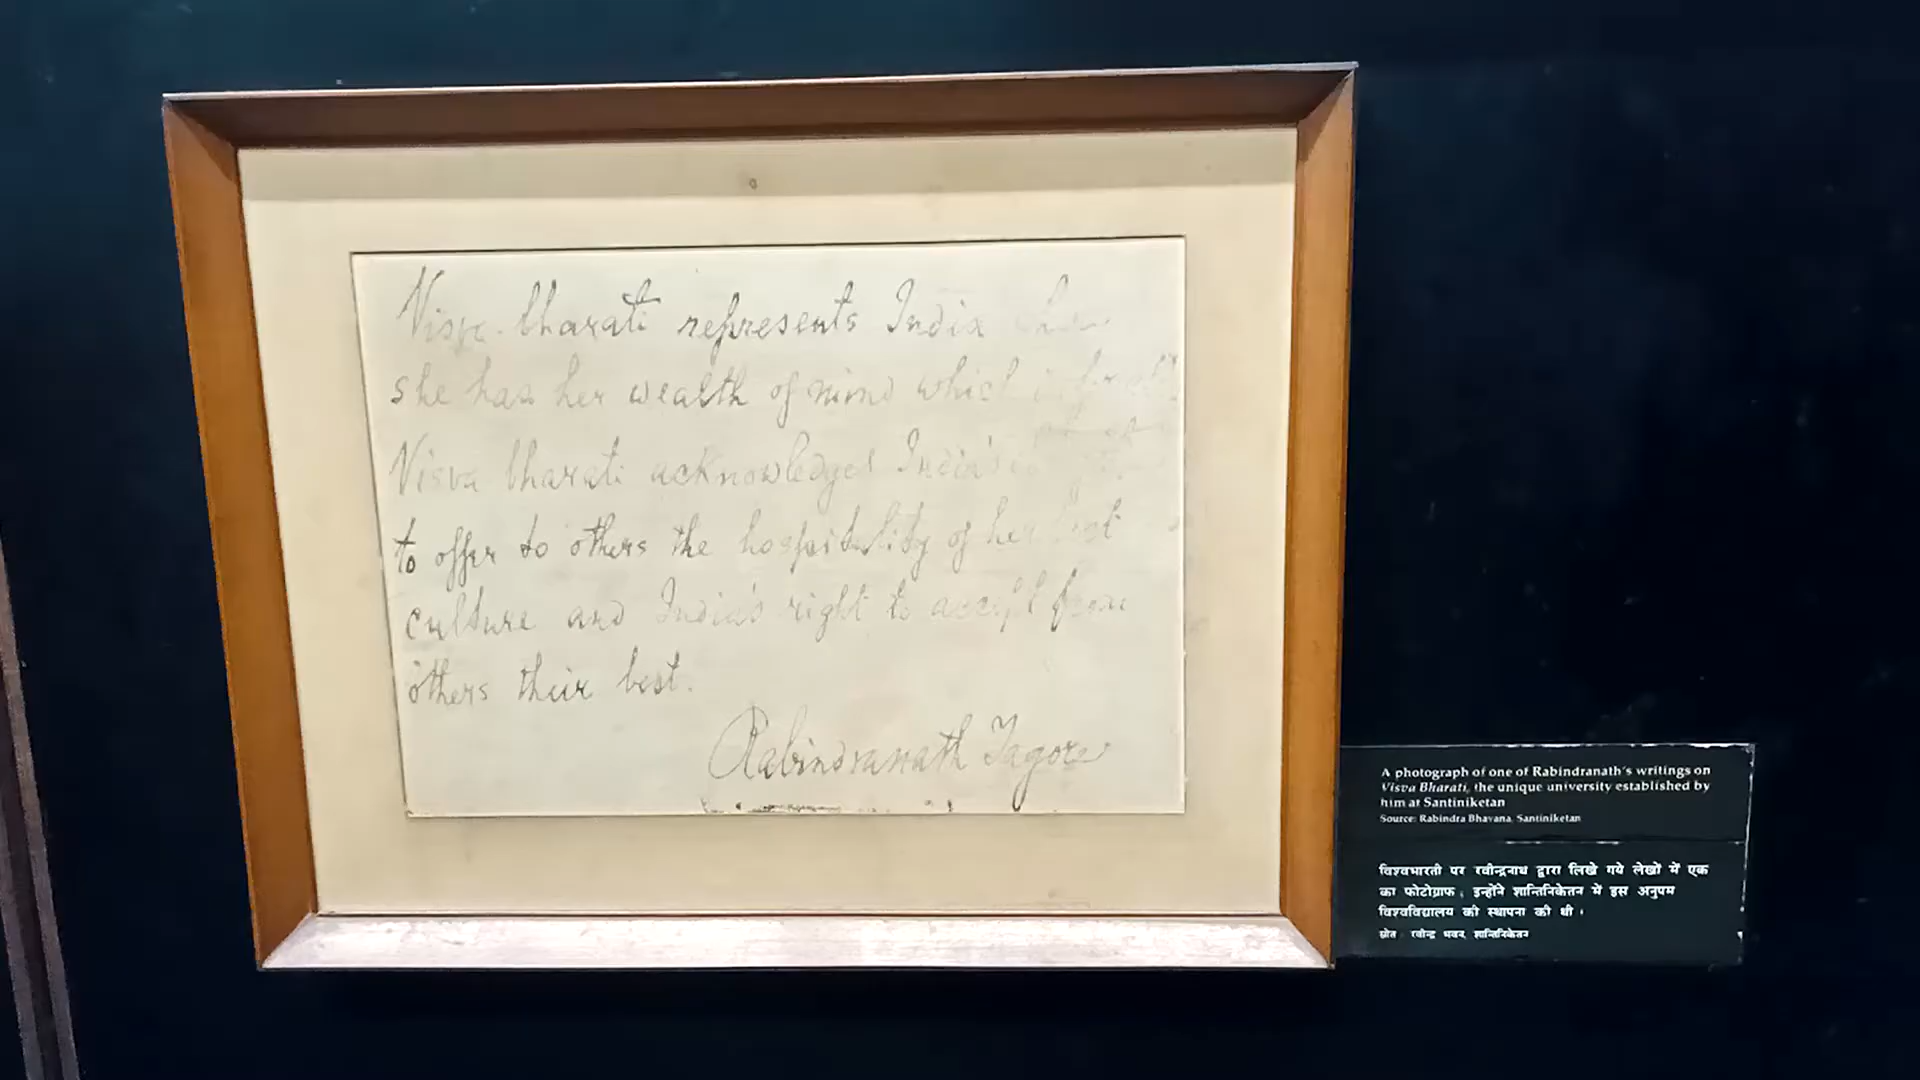 Visva-bharati represents India
she has her wealth of mind which
Visva bharati acknowledges India's
to offer to others the hospitality of her best
culture and India's right to accept from
others their best.
Rabindranath Tagore
A photograph of one of Rabindranath's writings on
Visva Bharati, the unique university established by
him at Santiniketan
Source: Rabindra Bhavana, Santiniketan
विश्वभारती पर रवीन्द्रनाथ द्वारा लिखे गये लेखों में एक
का फोटोग्राफ, इन्होंने शान्तिनिकेतन में इस अनुपम
विश्वविद्यालय की स्थापना की थी ।
स्रोत : रवीन्द्र भवन, शान्तिनिकेतन